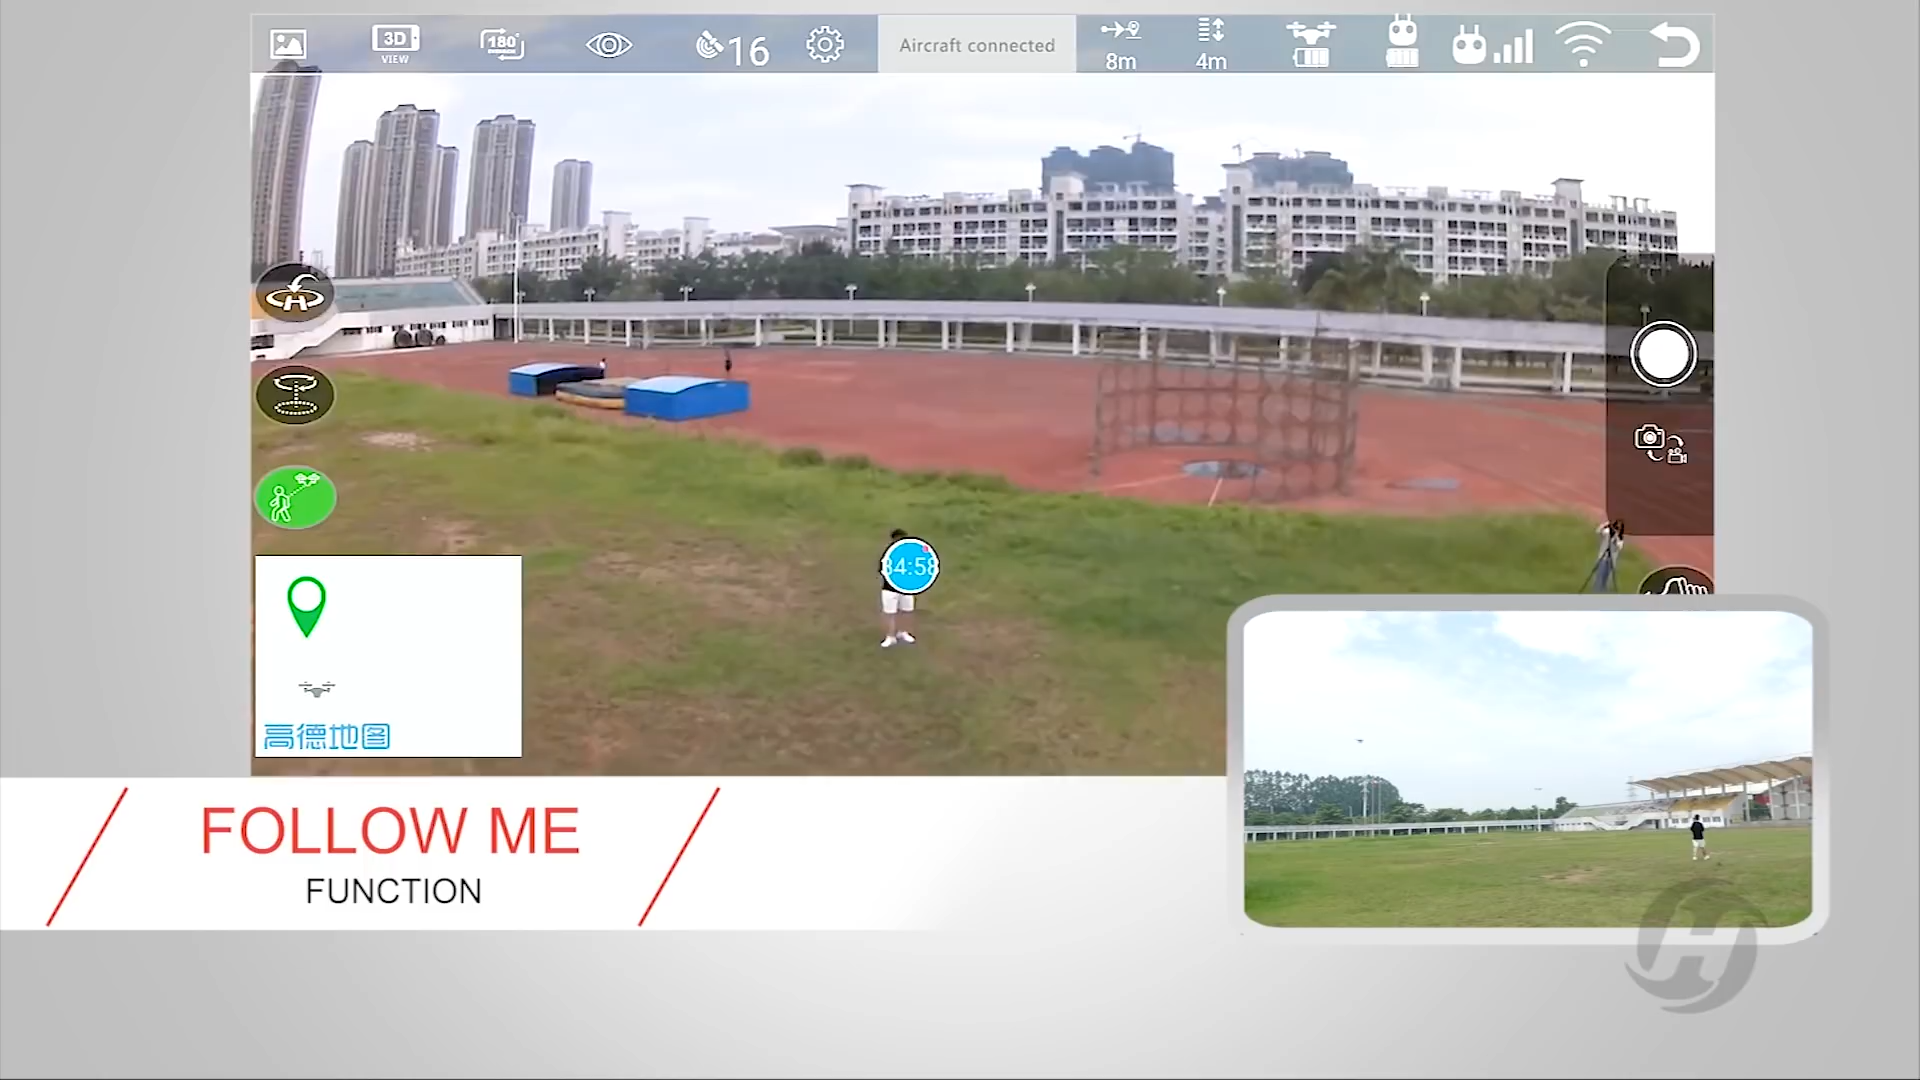 3D
VIEW
180°
16
Aircraft connected
8m
4m
H
34:58
高德地图
FOLLOW ME
FUNCTION
H